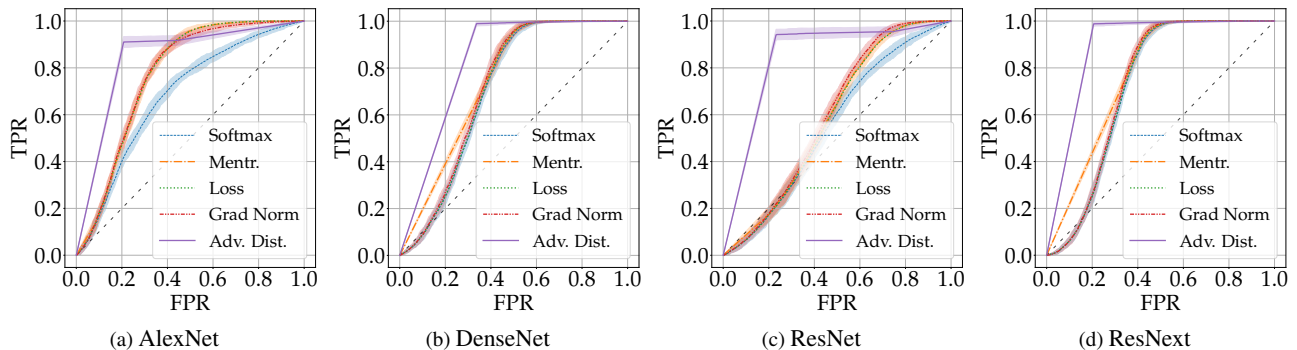 1.0
0.8
0.6
0.4
0.2
0.0
TPR
0.0 0.2 0.4 0.6 0.8 1.0
FPR
Softmax
Mentr.
Loss
Grad Norm
Adv. Dist.
(a) AlexNet
1.0
0.8
0.6
0.4
0.2
0.0
TPR
0.0 0.2 0.4 0.6 0.8 1.0
FPR
Softmax
Mentr.
Loss
Grad Norm
Adv. Dist.
(b) DenseNet
1.0
0.8
0.6
0.4
0.2
0.0
TPR
0.0 0.2 0.4 0.6 0.8 1.0
FPR
Softmax
Mentr.
Loss
Grad Norm
Adv. Dist.
(c) ResNet
1.0
0.8
0.6
0.4
0.2
0.0
TPR
0.0 0.2 0.4 0.6 0.8 1.0
FPR
Softmax
Mentr.
Loss
Grad Norm
Adv. Dist.
(d) ResNext